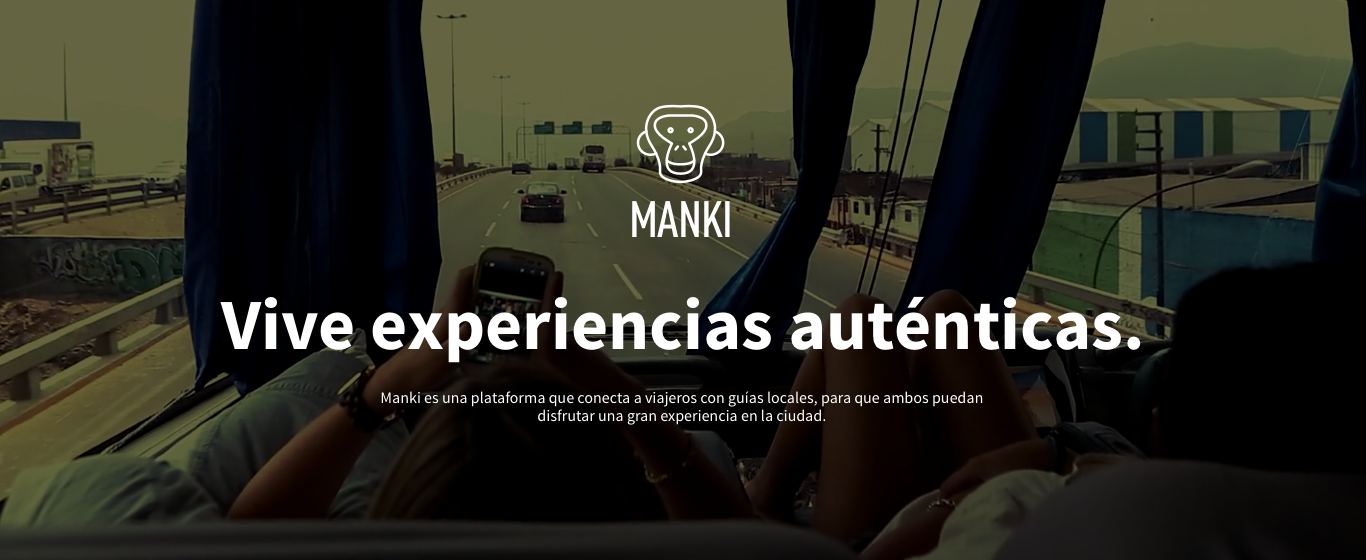 MANKI
Vive experiencias auténticas.
Manki es una plataforma que conecta a viajeros con guías locales, para que ambos puedan
disfrutar una gran experiencia en la ciudad.